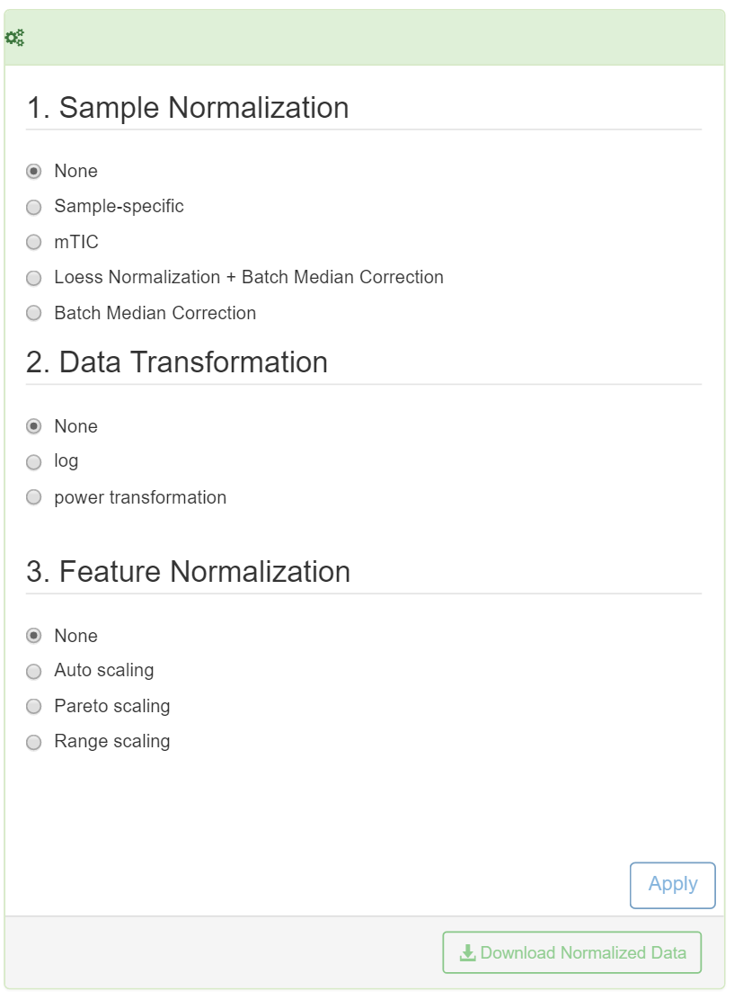 1. Sample Normalization
None
Sample-specific
mTIC
Loess Normalization + Batch Median Correction
Batch Median Correction
2. Data Transformation
None
log
power transformation
3. Feature Normalization
None
Auto scaling
Pareto scaling
Range scaling
Apply
Download Normalized Data